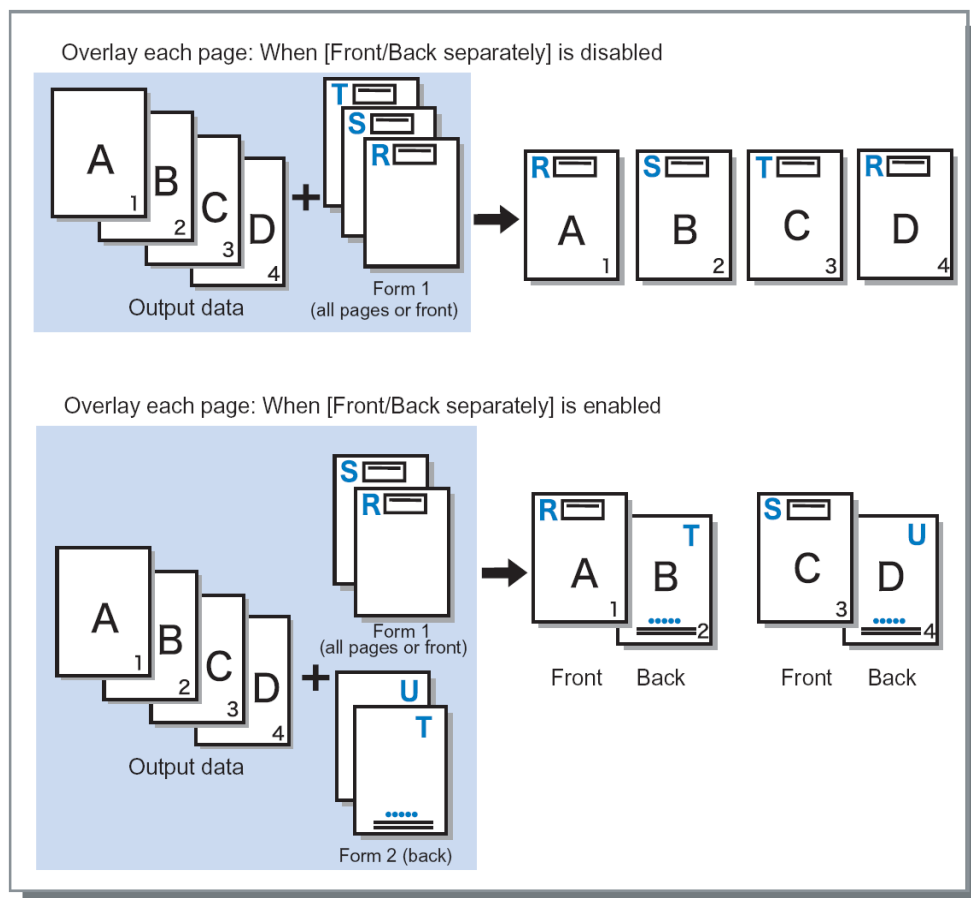 Overlay each page: When [Front/Back separately] is disabled
A
1
B
2
C
3
D
4
Output data
+
T
S
R
Form 1
(all pages or front)
R
A
1
S
B
2
T
C
3
R
D
4
Overlay each page: When [Front/Back separately] is enabled
A
1
B
2
C
3
D
4
Output data
+
S
R
Form 1
(all pages or front)
U
T
Form 2 (back)
R
A
1
T
B
2
Front Back
S
C
3
U
D
4
Front Back